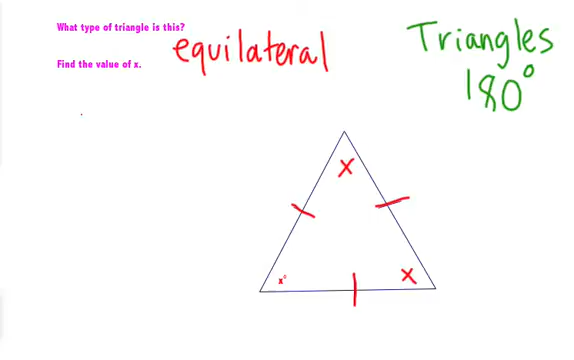 What type of triangle is this?
equilateral
Find the value of x.
Triangles
180°
x
x°
x